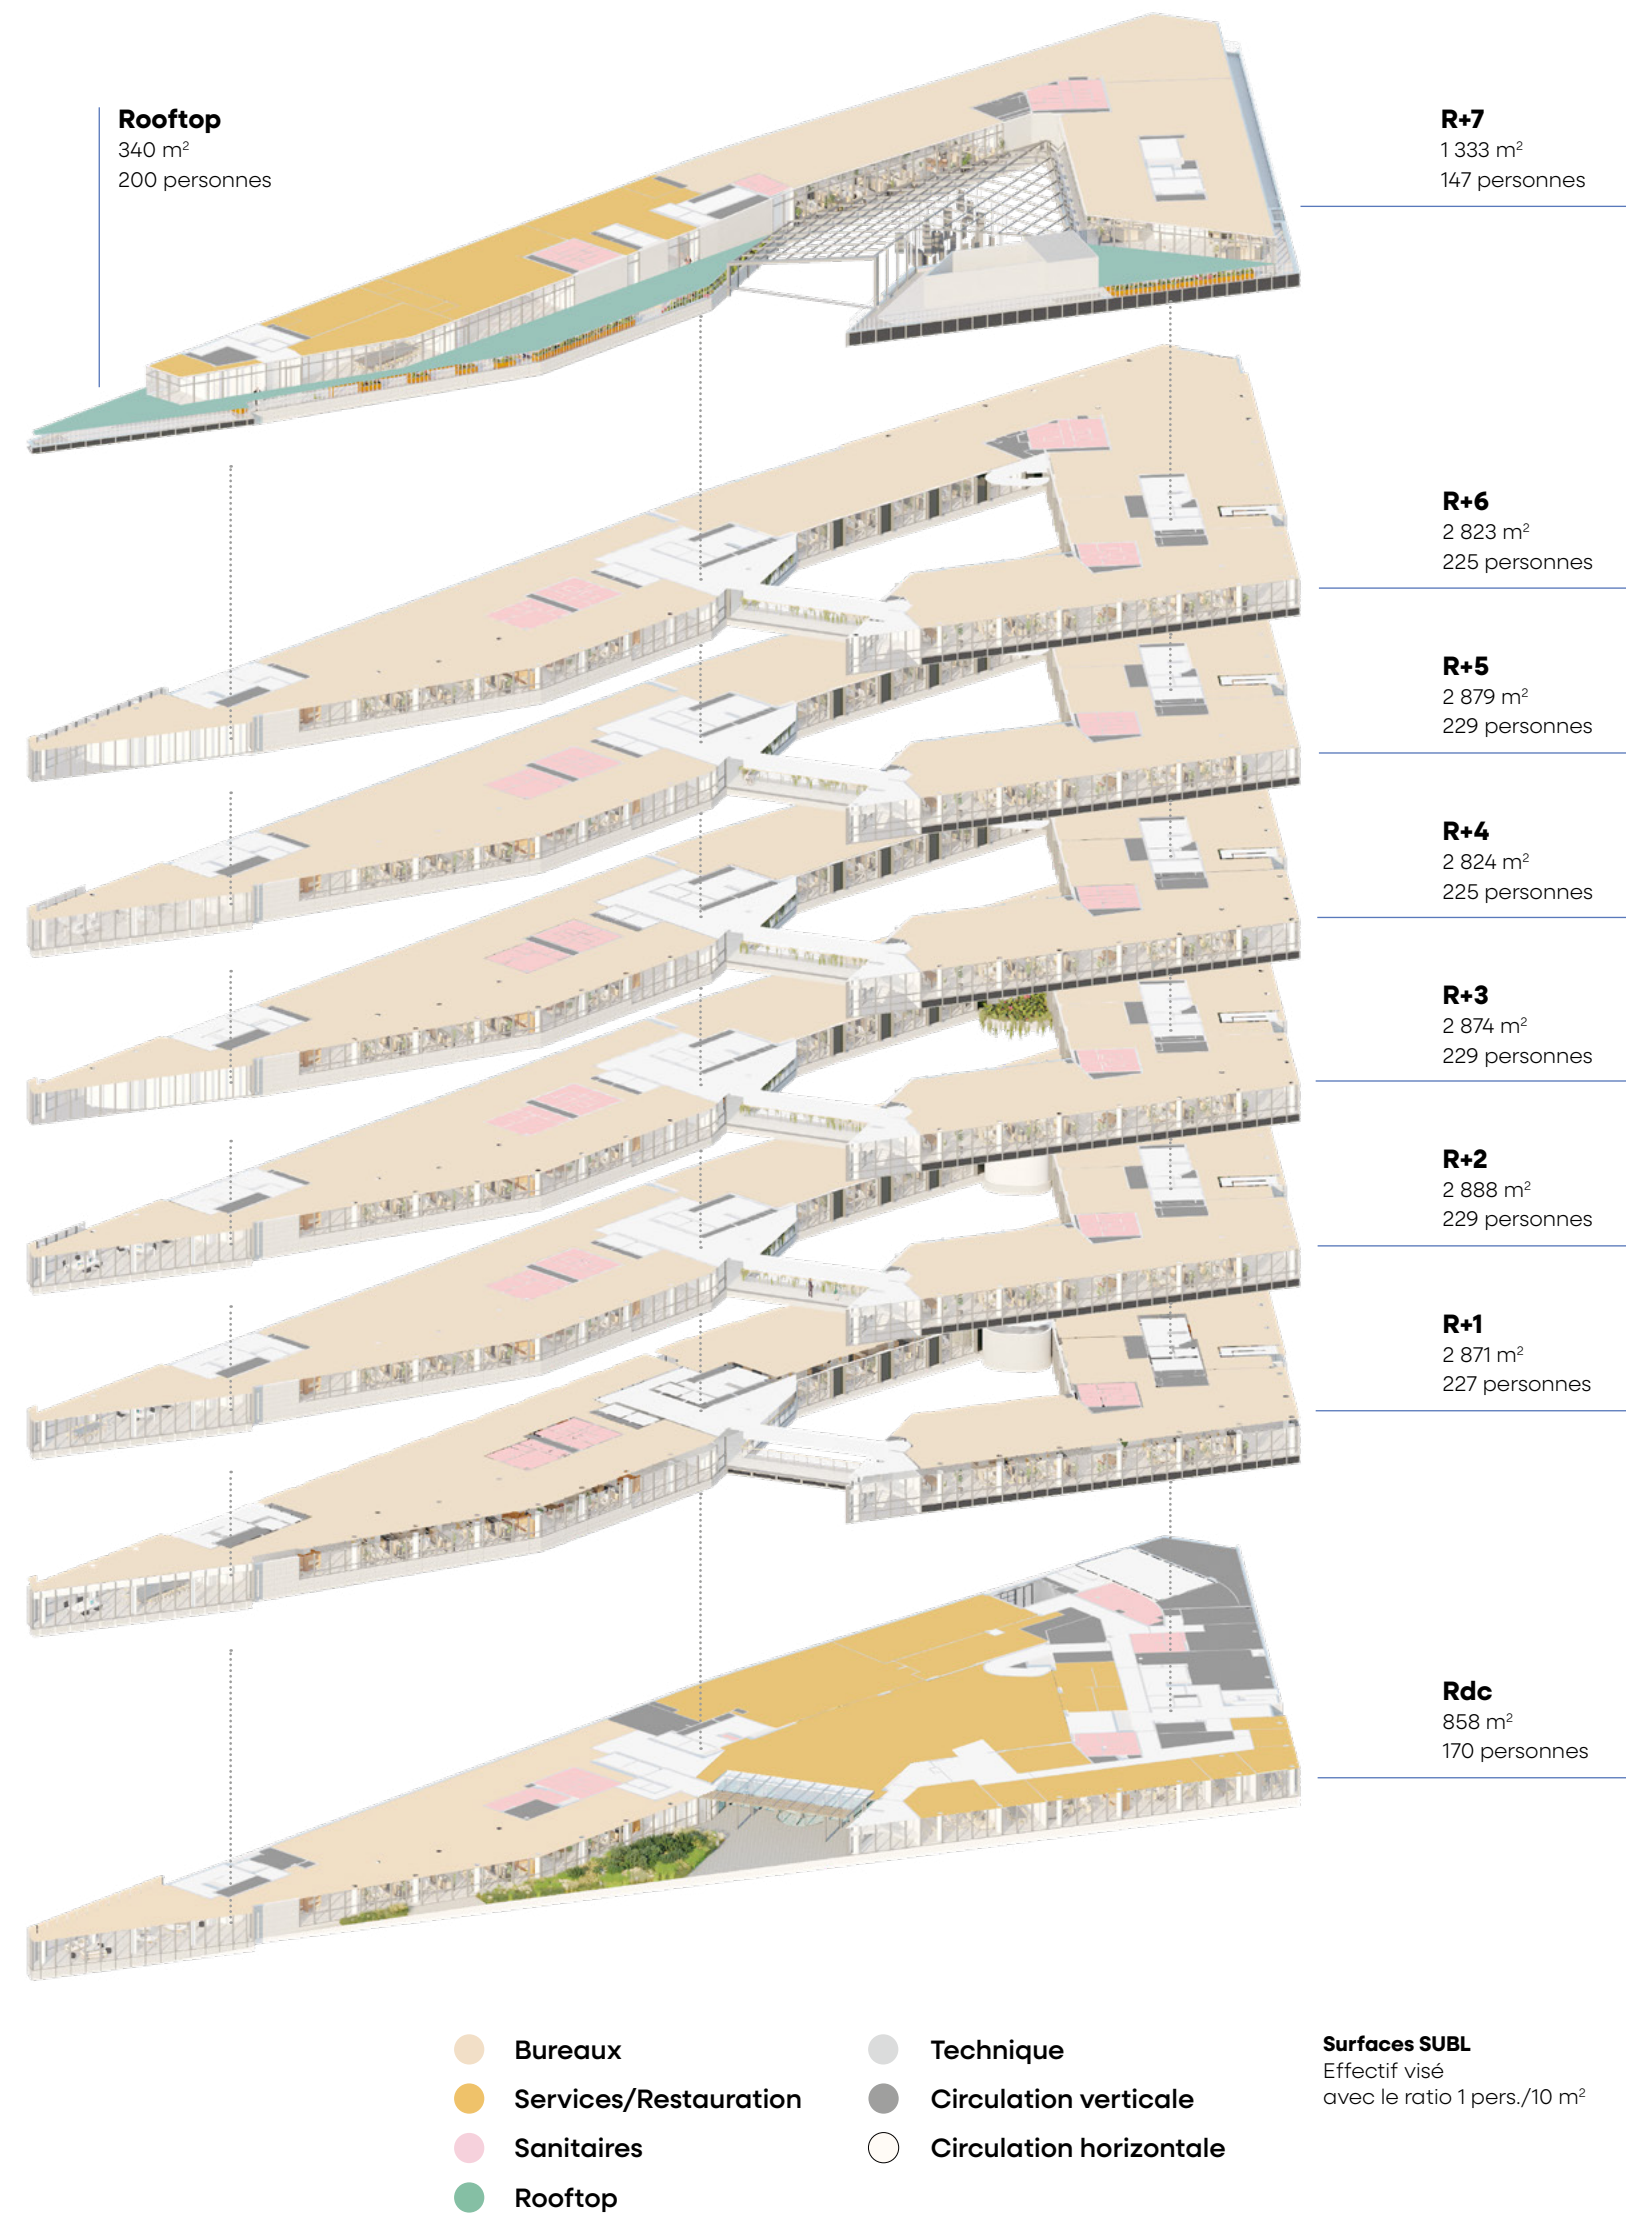 Rooftop
340 m²
200 personnes
R+7
1 333 m²
147 personnes
R+6
2 823 m²
225 personnes
R+5
2 879 m²
229 personnes
R+4
2 824 m²
225 personnes
R+3
2 874 m²
229 personnes
R+2
2 888 m²
229 personnes
R+1
2 871 m²
227 personnes
Rdc
858 m²
170 personnes
Bureaux
Services/Restauration
Sanitaires
Rooftop
Technique
Circulation verticale
Circulation horizontale
Surfaces SUBL
Effectif visé
avec le ratio 1 pers./10 m²